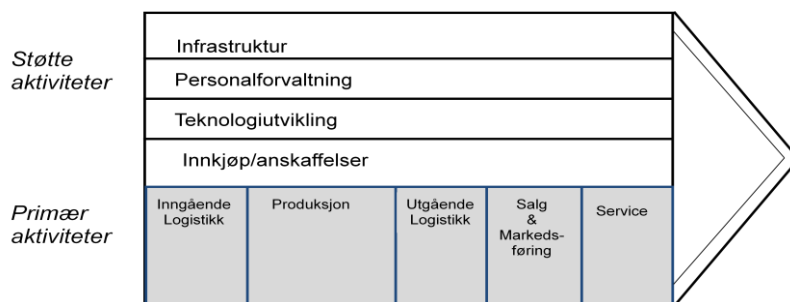 Støtte
aktiviteter
Infrastruktur
Personalforvaltning
Teknologiutvikling
Innkjøp/anskaffelser
Primær
aktiviteter
Inngående
Logistikk
Produksjon
Utgående
Logistikk
Salg
&
Markeds-
føring
Service